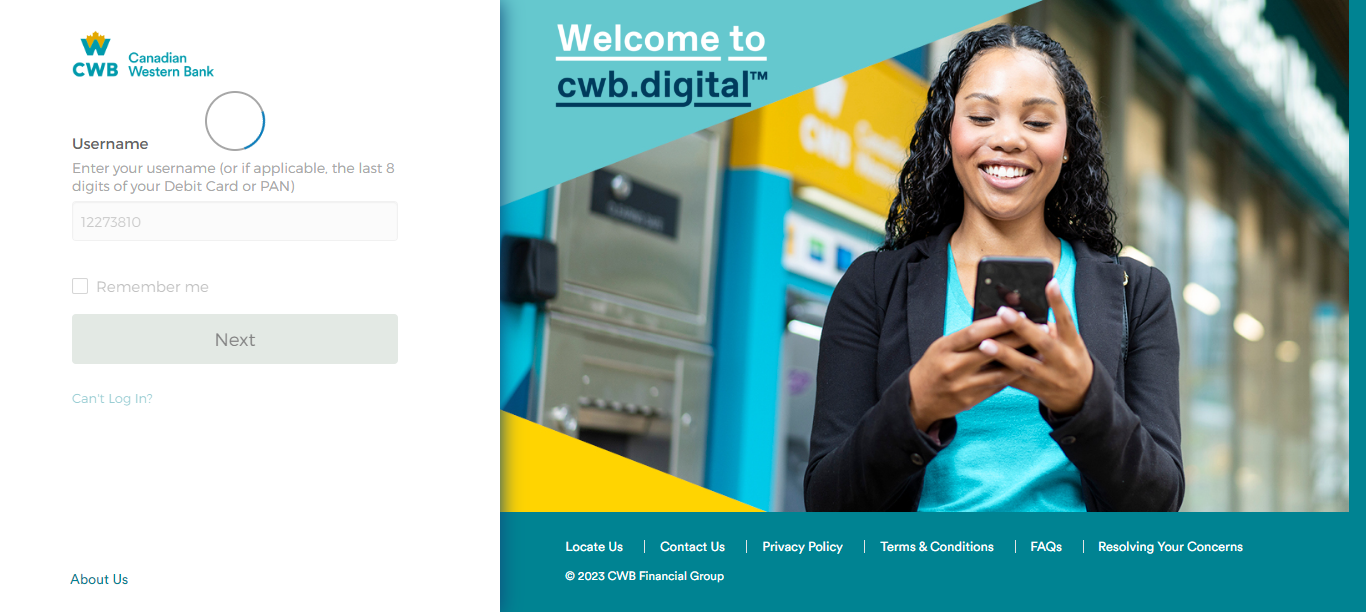 CWB
Canadian
Western Bank
Username
Enter your username (or if applicable, the last 8
digits of your Debit Card or PAN)
12273810
Remember me
Next
Can't Log In?
About Us
Welcome to
cwb.digital™
CWB
Locate Us
Contact Us
Privacy Policy
Terms & Conditions
FAQs
Resolving Your Concerns
© 2023 CWB Financial Group